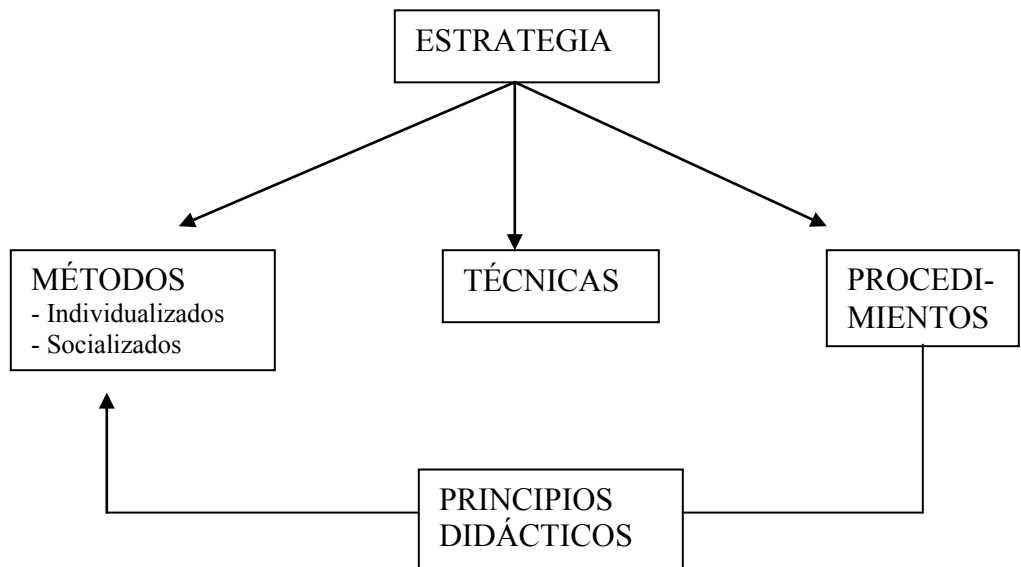 ESTRATEGIA
MÉTODOS
- Individualizados
- Socializados
TÉCNICAS
PROCEDI-
MIENTOS
PRINCIPIOS
DIDÁCTICOS